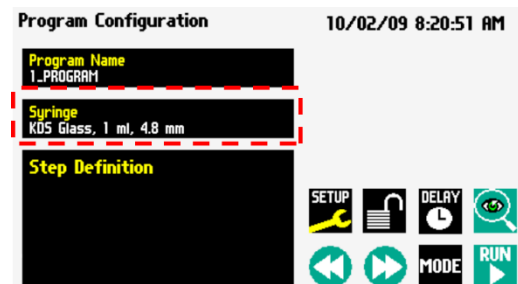 Program Configuration
10/02/09 8:20:51 AM
Program Name
1_PROGRAM
Syringe
KDS Glass, 1 ml, 4.8 mm
Step Definition
SETUP
DELAY
MODE
RUN